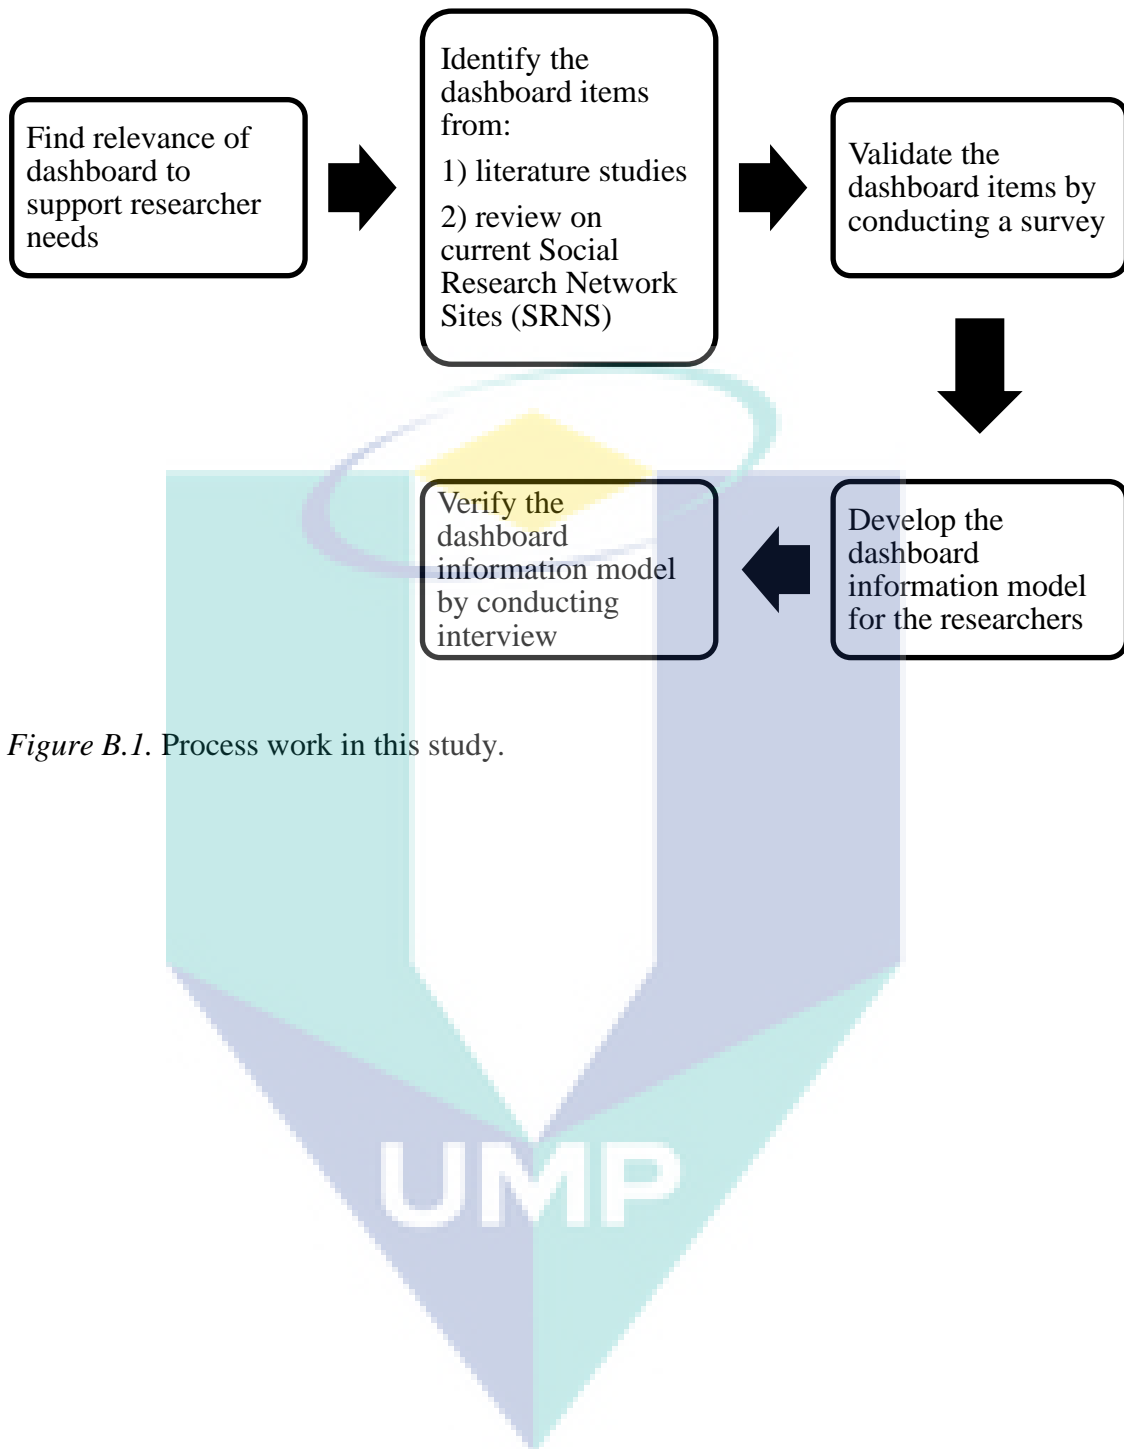 Find relevance of
dashboard to
support researcher
needs
Identify the
dashboard items
from:
1) literature studies
2) review on
current Social
Research Network
Sites (SRNS)
Validate the
dashboard items by
conducting a survey
Develop the
dashboard
information model
for the researchers
Verify the
dashboard
information model
by conducting
interview
Figure B.1. Process work in this study.
UMP